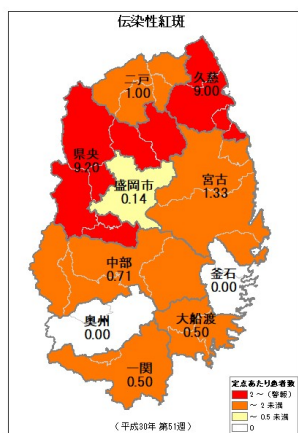 伝染性紅斑
二戸
1.00
久慈
9.00
県央
9.20
盛岡市
0.14
宮古
1.33
中部
0.71
釜石
0.00
奥州
0.00
大船渡
0.50
一関
0.50
定点あたり患者数
2～（警報）
～2未満
～0.5未満
0
（平成30年 第51週）